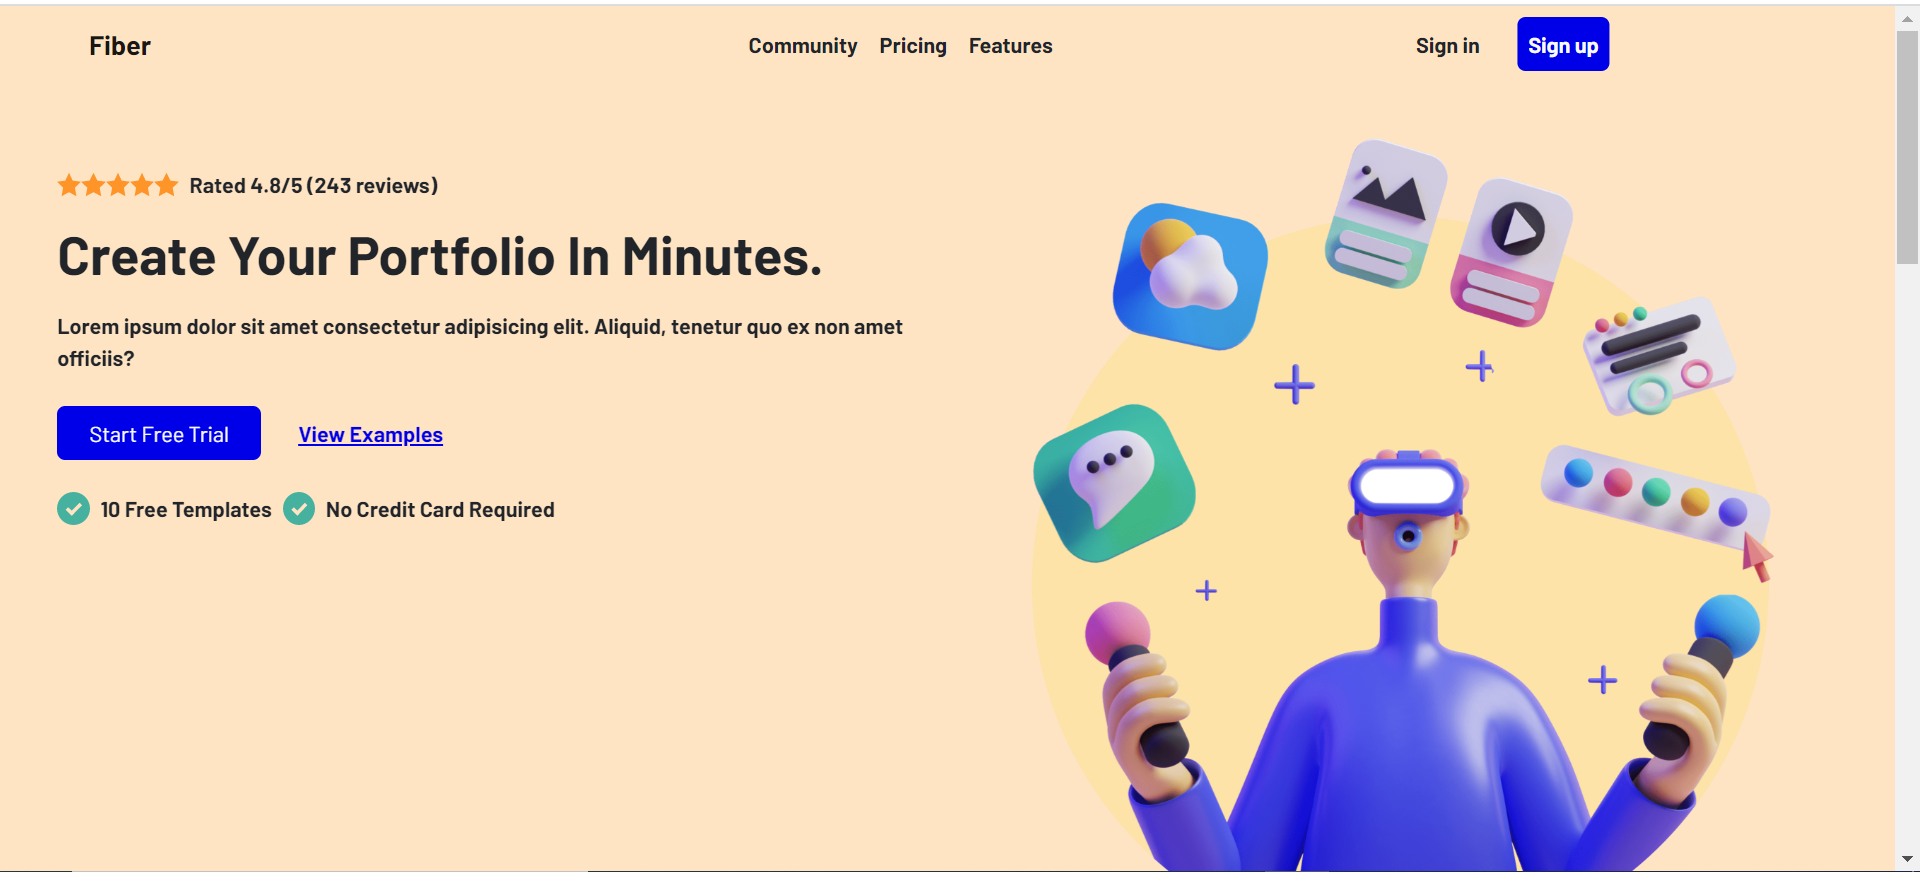 Fiber
Community Pricing Features
Sign in
Sign up
Rated 4.8/5 (243 reviews)
Create Your Portfolio In Minutes.
Lorem ipsum dolor sit amet consectetur adipisicing elit. Aliquid, tenetur quo ex non amet
officiis?
Start Free Trial
View Examples
10 Free Templates
No Credit Card Required